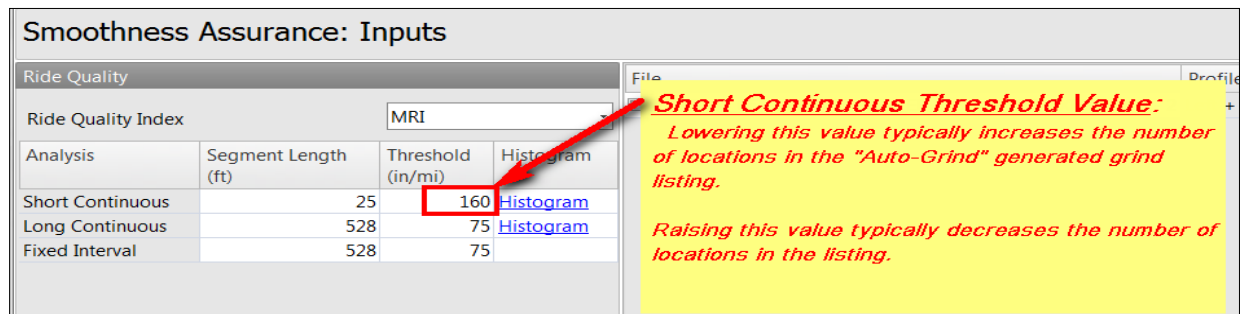 Smoothness Assurance: Inputs
Ride Quality
Ride Quality Index MRI
Analysis Segment Length (ft) Threshold (in/mi) Histogram
Short Continuous 25 160 Histogram
Long Continuous 528 75 Histogram
Fixed Interval 528 75
File Profile
+
Short Continuous Threshold Value:
Lowering this value typically increases the number
of locations in the "Auto-Grind" generated grind
listing.
Raising this value typically decreases the number of
locations in the listing.